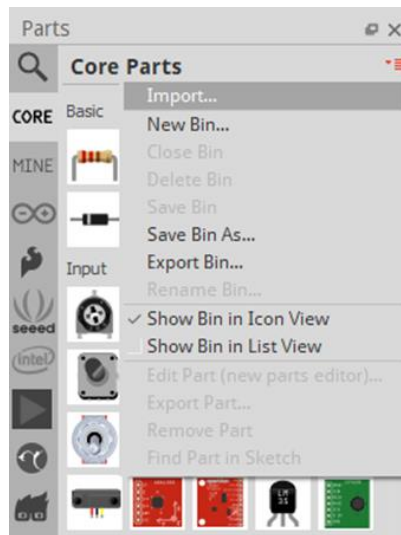 Parts
Core Parts
Import...
CORE
Basic
New Bin...
MINE
Close Bin
Delete Bin
Save Bin
Save Bin As...
Input
Export Bin...
Rename Bin...
seeed
Show Bin in Icon View
Show Bin in List View
intel
Edit Part (new parts editor)...
Export Part...
Remove Part
Find Part in Sketch
LM
35